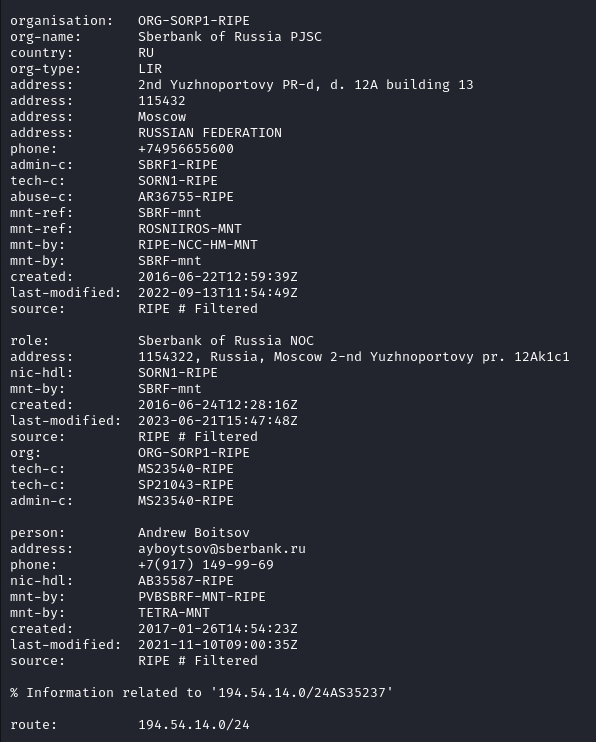 organisation:   ORG-SORP1-RIPE
org-name:       Sberbank of Russia PJSC
country:        RU
org-type:       LIR
address:        2nd Yuzhnoportovy PR-d, d. 12A building 13
address:        115432
address:        Moscow
address:        RUSSIAN FEDERATION
phone:          +74956655600
admin-c:        SBRF1-RIPE
tech-c:         SORN1-RIPE
abuse-c:        AR36755-RIPE
mnt-ref:        SBRF-mnt
mnt-ref:        ROSNIIROS-MNT
mnt-by:         RIPE-NCC-HM-MNT
mnt-by:         SBRF-mnt
created:        2016-06-22T12:59:39Z
last-modified:  2022-09-13T11:54:49Z
source:         RIPE # Filtered

role:           Sberbank of Russia NOC
address:        1154322, Russia, Moscow 2-nd Yuzhnoportovy pr. 12Ak1c1
nic-hdl:        SORN1-RIPE
mnt-by:         SBRF-mnt
created:        2016-06-24T12:28:16Z
last-modified:  2023-06-21T15:47:48Z
source:         RIPE # Filtered
org:            ORG-SORP1-RIPE
tech-c:         MS23540-RIPE
tech-c:         SP21043-RIPE
admin-c:        MS23540-RIPE

person:         Andrew Boitsov
address:        ayboytsov@sberbank.ru
phone:          +7(917) 149-99-69
nic-hdl:        AB35587-RIPE
mnt-by:         PVBSBRF-MNT-RIPE
mnt-by:         TETRA-MNT
created:        2017-01-26T14:54:23Z
last-modified:  2021-11-10T09:00:35Z
source:         RIPE # Filtered

% Information related to '194.54.14.0/24AS35237'

route:          194.54.14.0/24